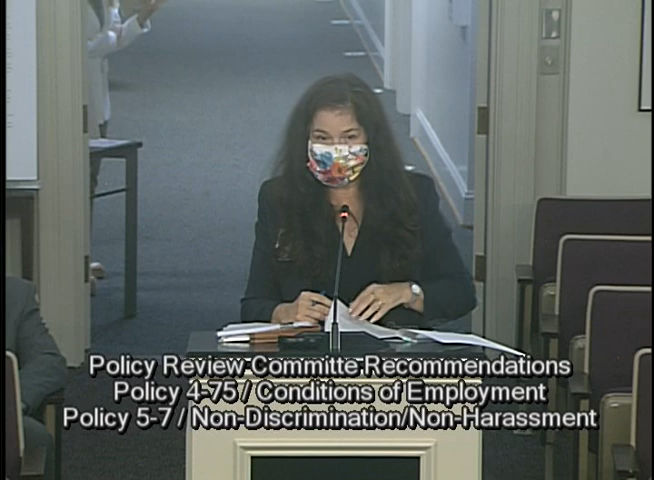 Policy Review Committe Recommendations
Policy 4-75 / Conditions of Employment
Policy 5-7 / Non-Discrimination/Non-Harassment